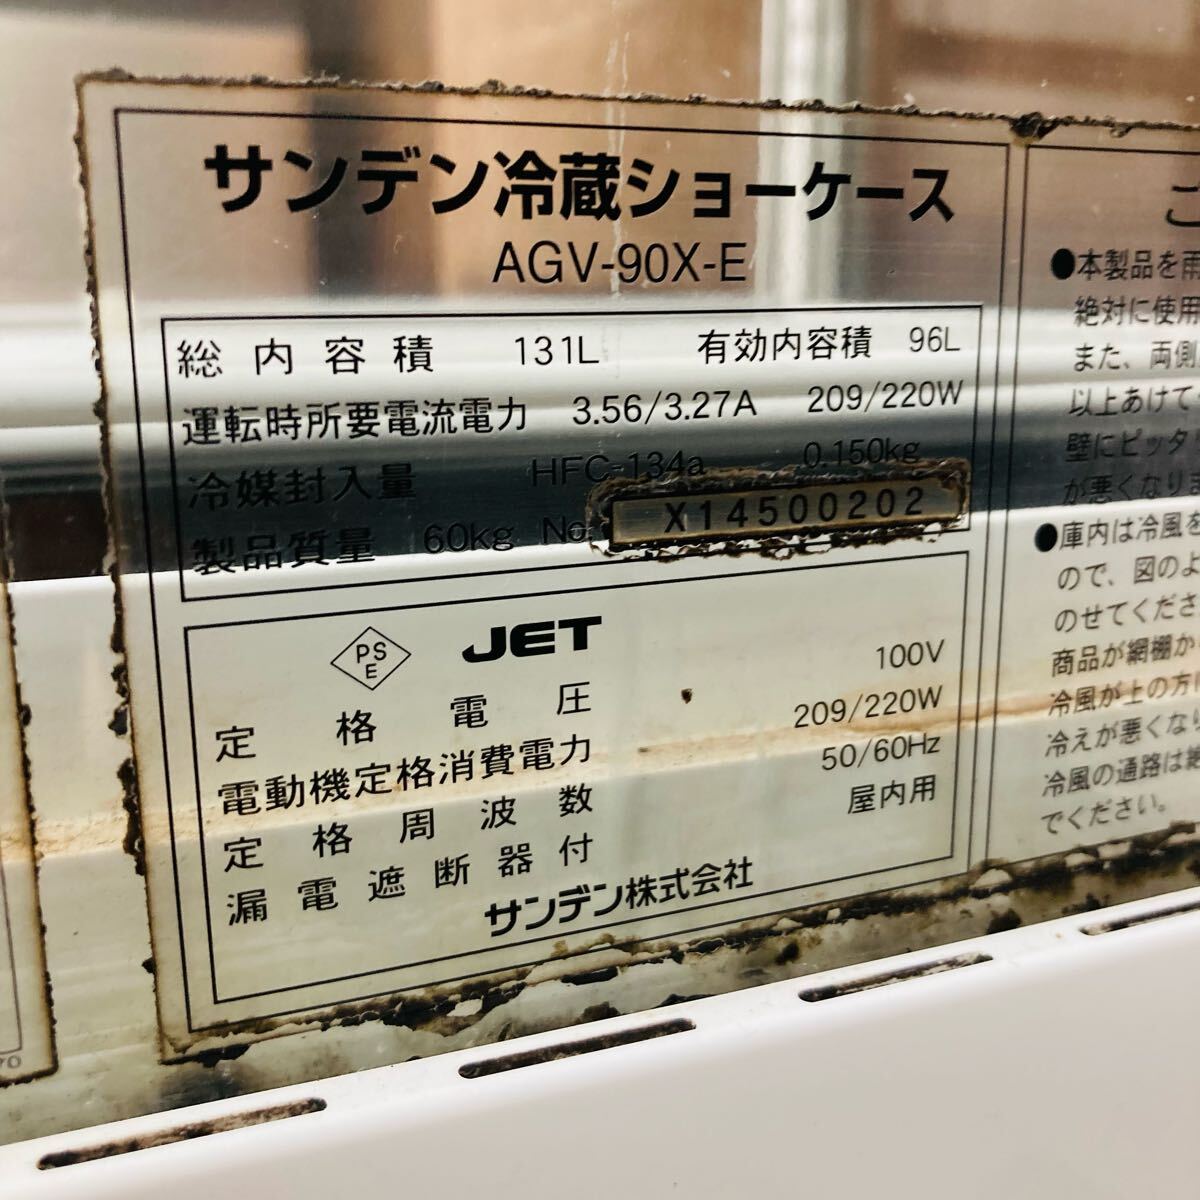 サンデン冷蔵ショーケース
AGV-90X-E
総内容積 131L 有効内容積 96L
運転時所要電流電力 3.56/3.27A 209/220W
冷媒封入量 HFC-134a 0.150kg
製品質量 60kg No. X14500202
PS
E
JET
定格電圧 100V
電動機定格消費電力 209/220W
定格周波数 50/60Hz
漏電遮断器付 屋内用
サンデン株式会社
●本製品を雨
絶対に使用
また、両側
以上あけて
壁にピッタ
が悪くなり
●庫内は冷風を
ので、図のよ
のせてくださ
商品が網棚か
冷風が上の方
冷えが悪くな
冷風の通路は絶
でください。